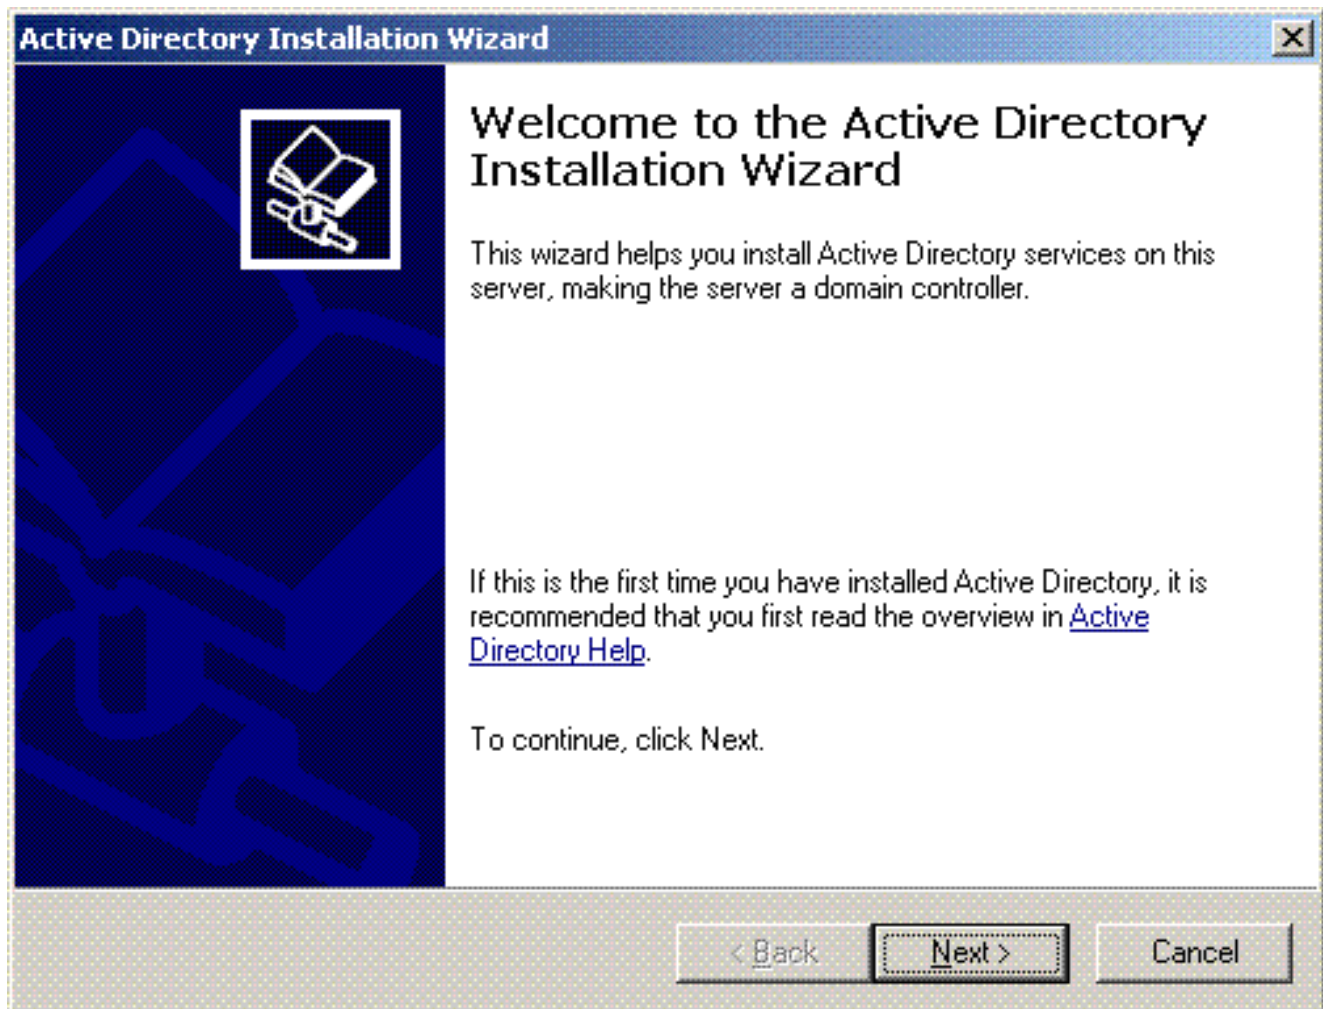 Active Directory Installation Wizard
Welcome to the Active Directory
Installation Wizard
This wizard helps you install Active Directory services on this
server, making the server a domain controller.
If this is the first time you have installed Active Directory, it is
recommended that you first read the overview in Active
Directory Help.
To continue, click Next.
< Back Next > Cancel